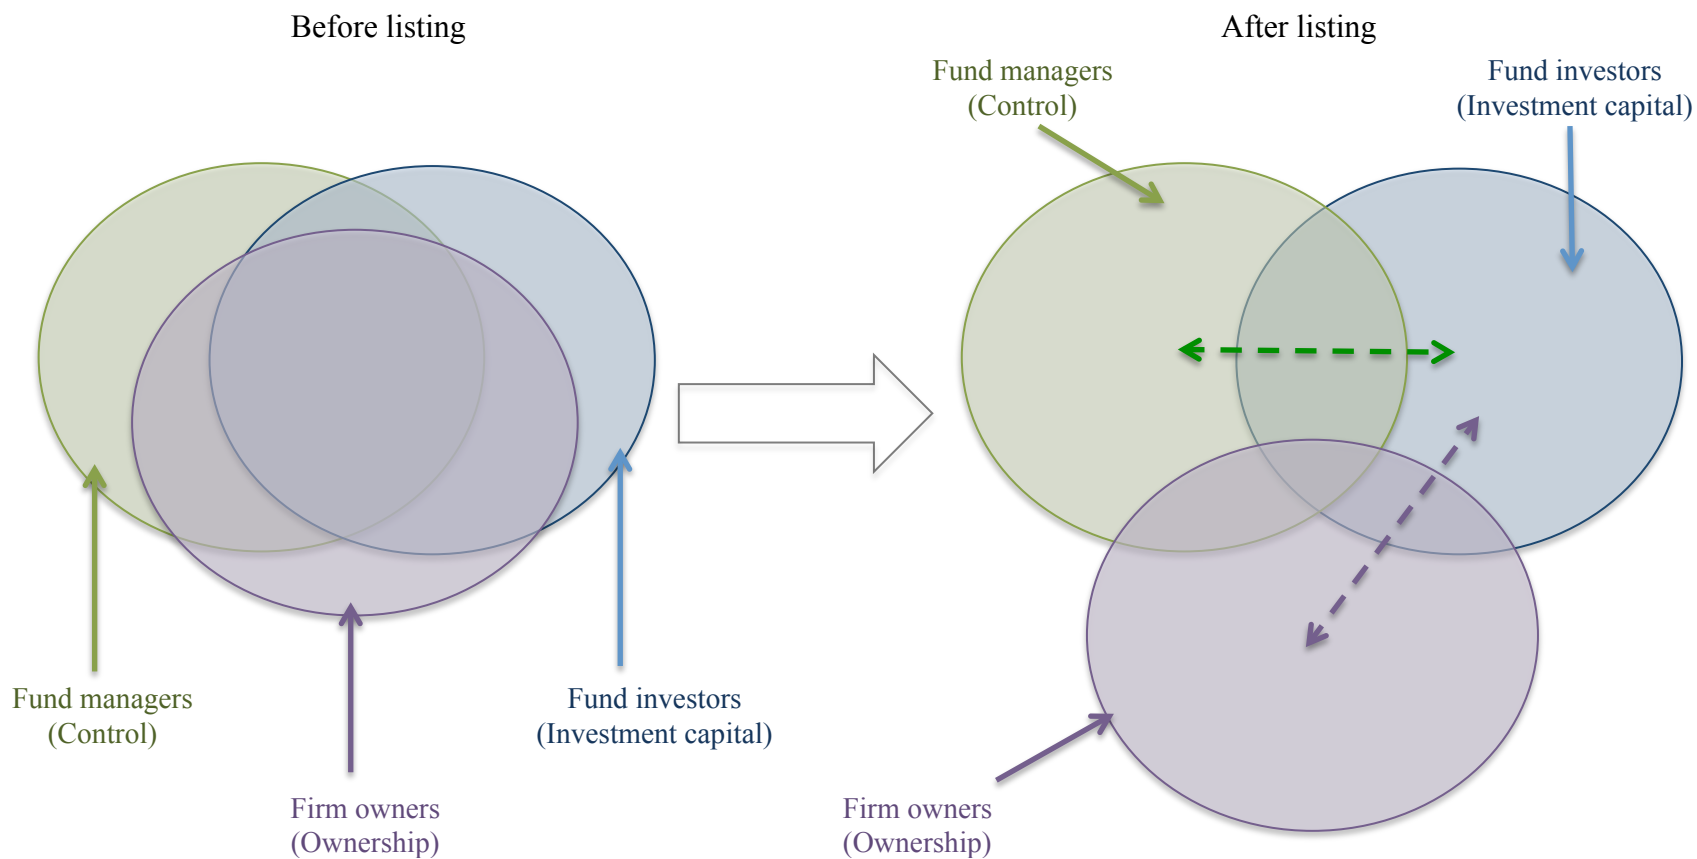 Before listing
After listing
Fund managers
(Control)
Fund investors
(Investment capital)
Fund managers
(Control)
Fund investors
(Investment capital)
Firm owners
(Ownership)
Firm owners
(Ownership)